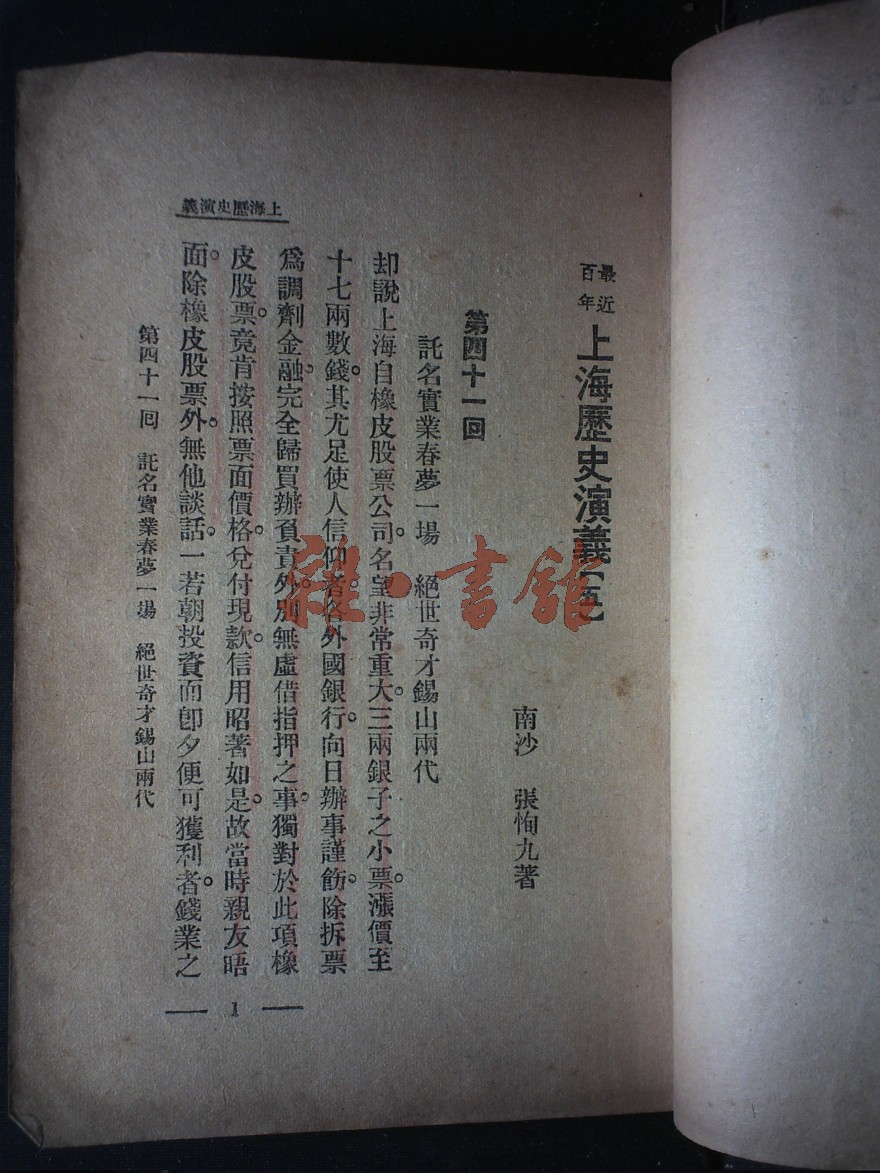 最近百年 上海歷史演義【五】
南沙 張恂九著
第四十一回
託名實業春夢一場 絕世奇才錫山兩代
却說上海自橡皮股票公司。名望非常重大。三兩銀子之小票。漲價至
十七兩數錢。其尤足使人信仰者。各外國銀行。向日辦事謹飭。除拆票
爲調劑金融。完全歸買辦負責外。別無虛借指押之事。獨對於此項橡
皮股票。竟肯按照票面價格。兌付現款。信用昭著如是。故當時親友晤
面。除橡皮股票外。無他談話。一若朝投資而卽夕便可獲利者。錢業之
第四十一回 託名實業春夢一場 絕世奇才錫山兩代
上海歷史演義
1
雜·書館